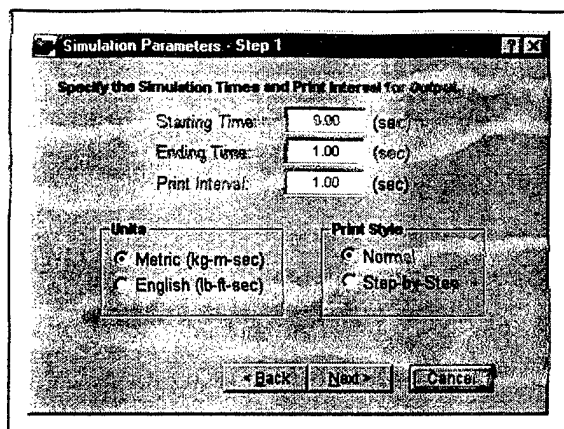 Simulation Parameters - Step 1
Specify the Simulation Times and Print Interval for Output.
Starting Time: 0.00 (sec)
Ending Time: 1.00 (sec)
Print Interval: 1.00 (sec)
Units
Metric (kg-m-sec)
English (lb-ft-sec)
Print Style
Normal
Step-by-Step
< Back Next > Cancel